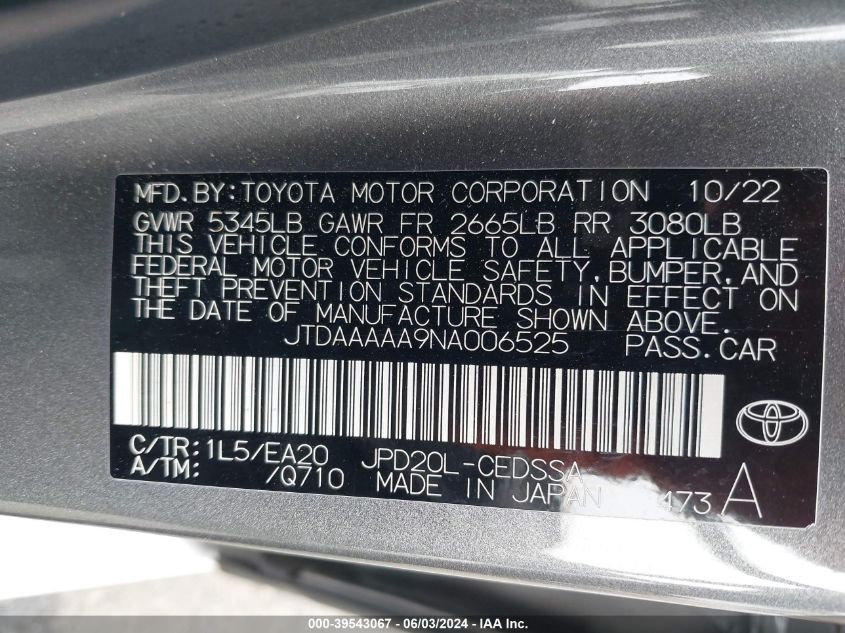 MFD. BY: TOYOTA MOTOR CORPORATION 10/22
GVWR 5345LB GAWR FR 2665LB RR 3080LB
THIS VEHICLE CONFORMS TO ALL APPLICABLE
FEDERAL MOTOR VEHICLE SAFETY, BUMPER, AND
THEFT PREVENTION STANDARDS IN EFFECT ON
THE DATE OF MANUFACTURE SHOWN ABOVE.
JTDAAAAA9NA006525 PASS. CAR
C/TR: 1L5/EA20 JPD20L-CEDSSA
A/TM: /Q710 MADE IN JAPAN 473 A
000-39543067 - 06/03/2024 - IAA Inc.